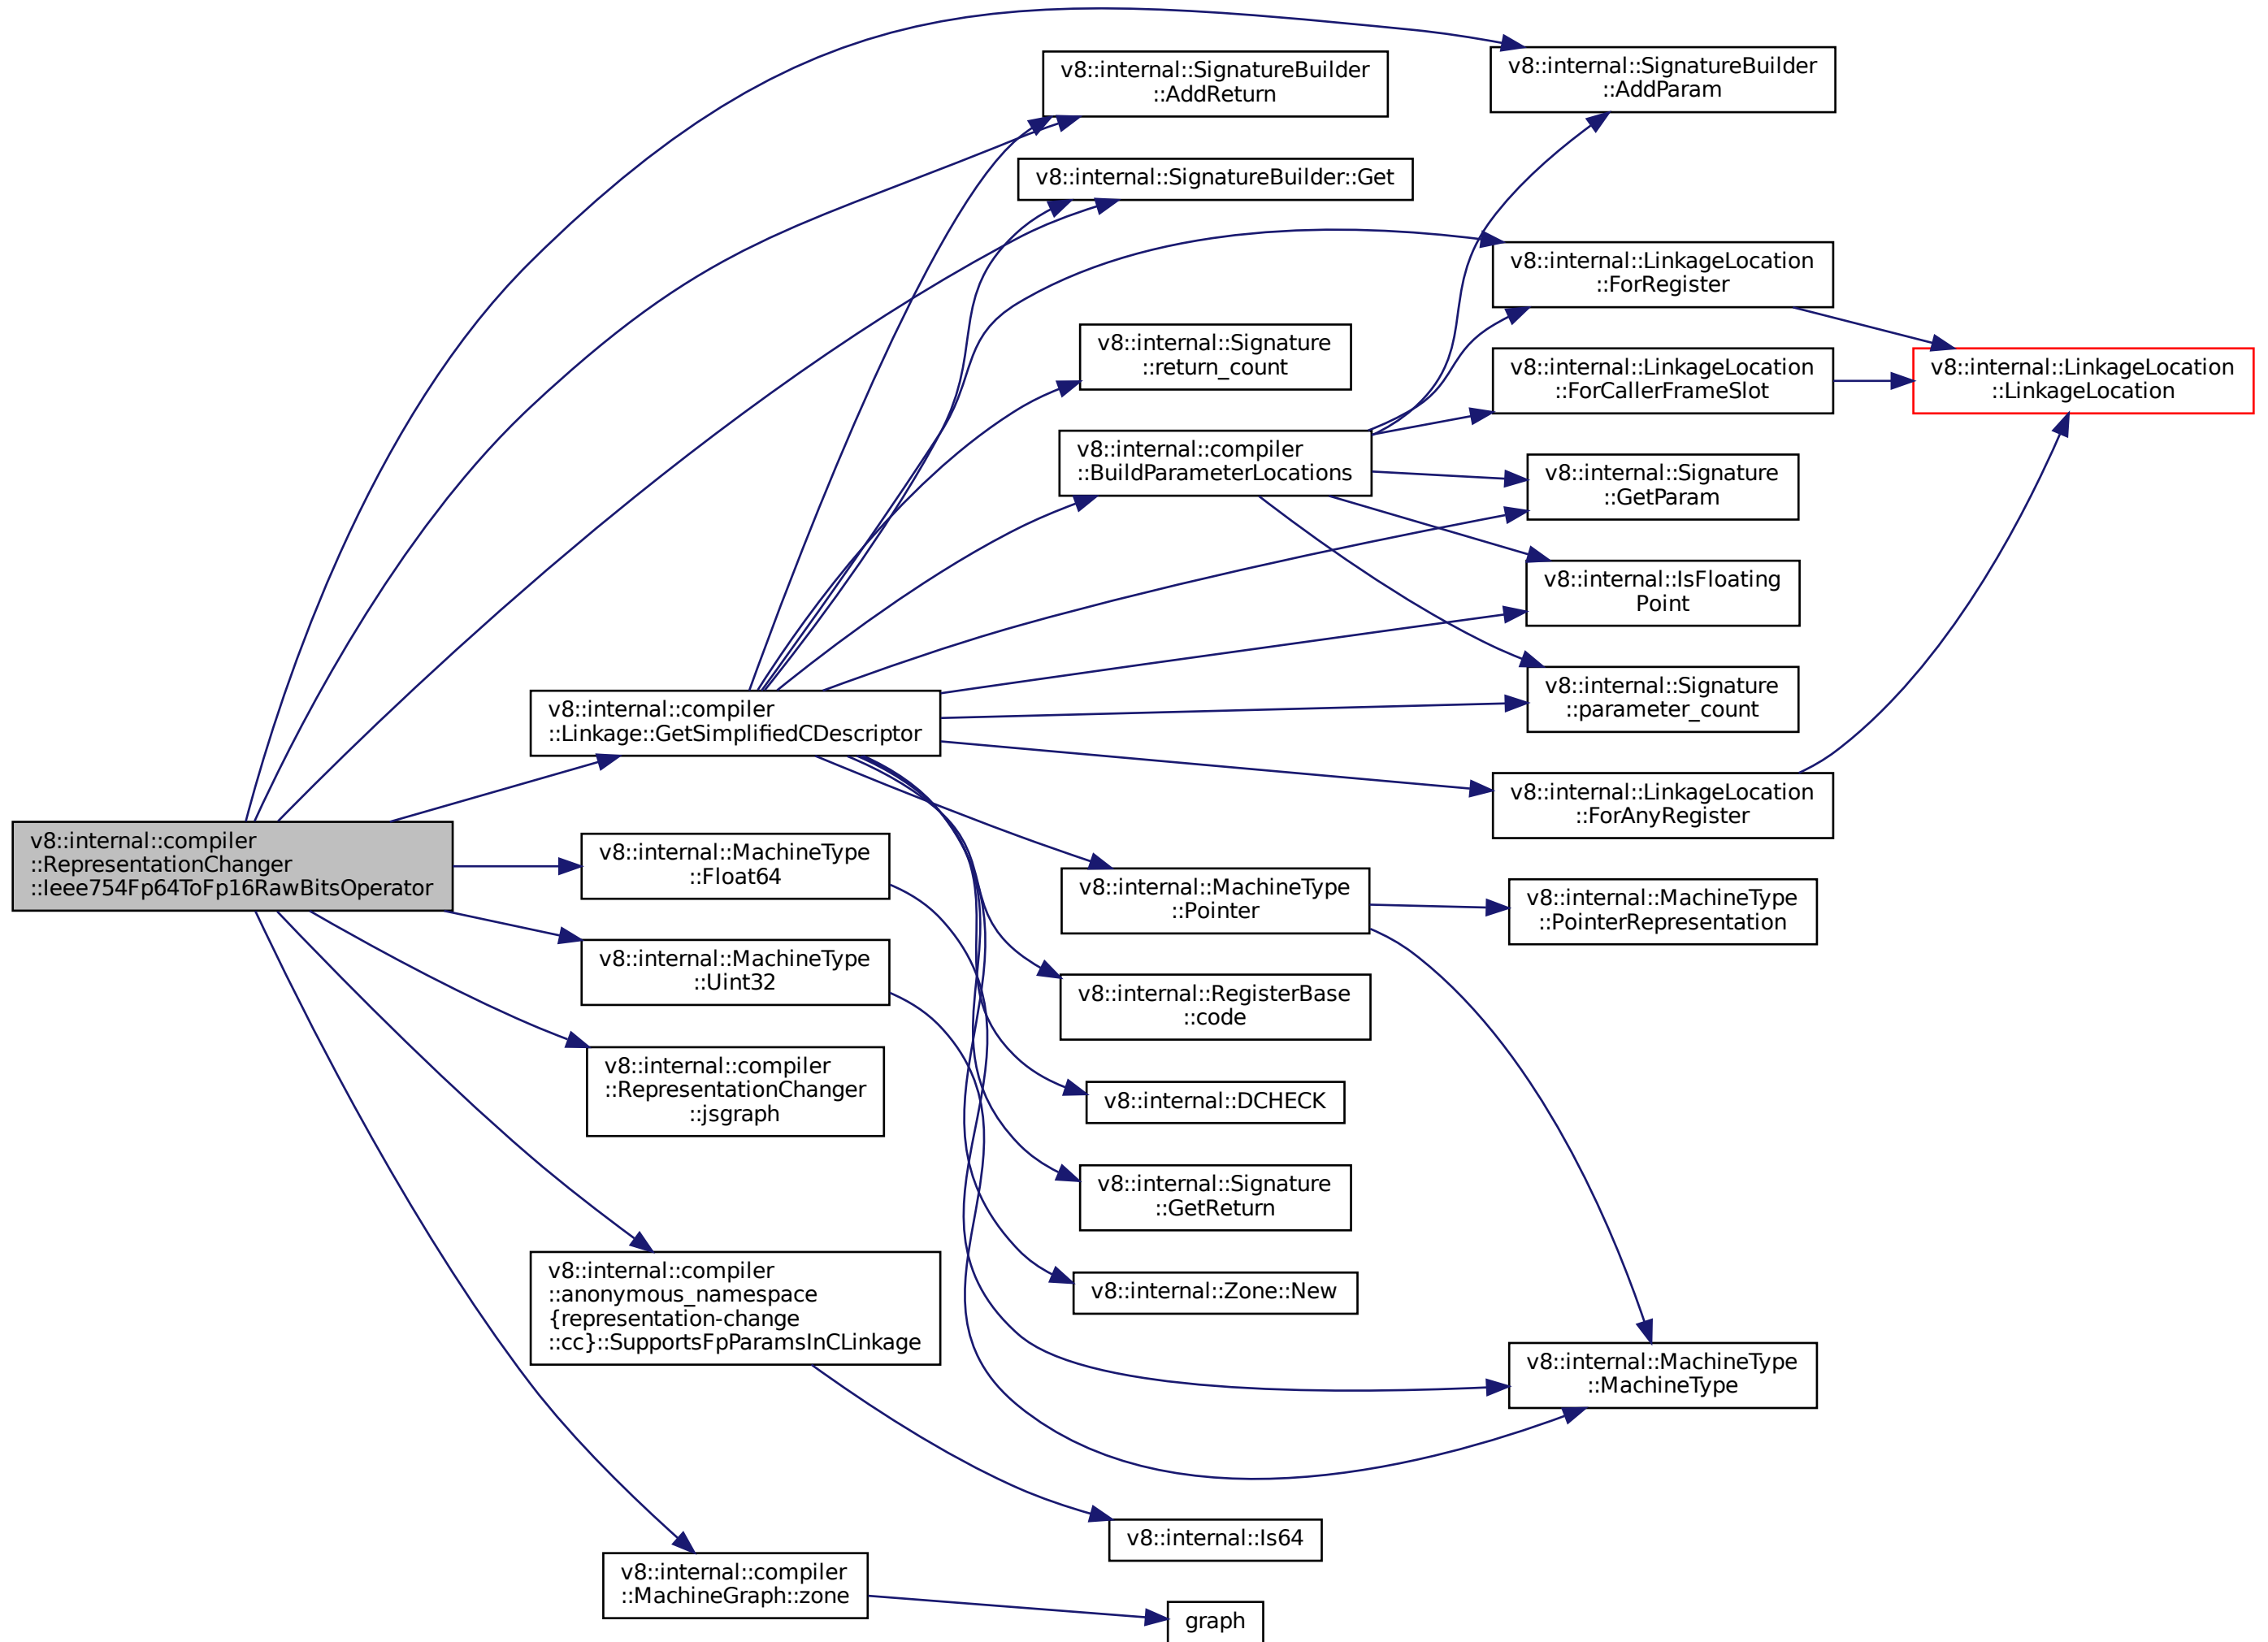 v8::internal::compiler
::RepresentationChanger
::Ieee754Fp64ToFp16RawBitsOperator
v8::internal::SignatureBuilder
::AddParam
v8::internal::SignatureBuilder
::AddReturn
v8::internal::SignatureBuilder::Get
v8::internal::compiler
::Linkage::GetSimplifiedCDescriptor
v8::internal::LinkageLocation
::ForRegister
v8::internal::Signature
::return_count
v8::internal::LinkageLocation
::ForCallerFrameSlot
v8::internal::LinkageLocation
::LinkageLocation
v8::internal::compiler
::BuildParameterLocations
v8::internal::Signature
::GetParam
v8::internal::IsFloating
Point
v8::internal::Signature
::parameter_count
v8::internal::LinkageLocation
::ForAnyRegister
v8::internal::MachineType
::Pointer
v8::internal::MachineType
::PointerRepresentation
v8::internal::RegisterBase
::code
v8::internal::DCHECK
v8::internal::Signature
::GetReturn
v8::internal::Zone::New
v8::internal::MachineType
::MachineType
v8::internal::MachineType
::Float64
v8::internal::MachineType
::Uint32
v8::internal::compiler
::RepresentationChanger
::jsgraph
v8::internal::compiler
::anonymous_namespace
{representation-change
::cc}::SupportsFpParamsInCLinkage
v8::internal::Is64
v8::internal::compiler
::MachineGraph::zone
graph